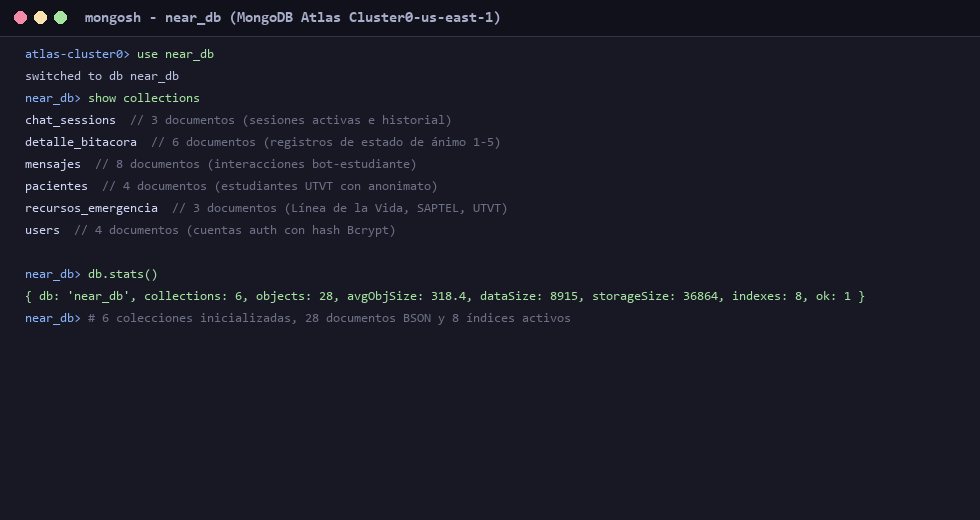 mongosh - near_db (MongoDB Atlas Cluster0-us-east-1)
atlas-cluster0> use near_db
switched to db near_db
near_db> show collections
chat_sessions  // 3 documentos (sesiones activas e historial)
detalle_bitacora  // 6 documentos (registros de estado de ánimo 1-5)
mensajes  // 8 documentos (interacciones bot-estudiante)
pacientes  // 4 documentos (estudiantes UTVT con anonimato)
recursos_emergencia  // 3 documentos (Línea de la Vida, SAPTEL, UTVT)
users  // 4 documentos (cuentas auth con hash Bcrypt)
near_db> db.stats()
{ db: 'near_db', collections: 6, objects: 28, avgObjSize: 318.4, dataSize: 8915, storageSize: 36864, indexes: 8, ok: 1 }
near_db> # 6 colecciones inicializadas, 28 documentos BSON y 8 índices activos